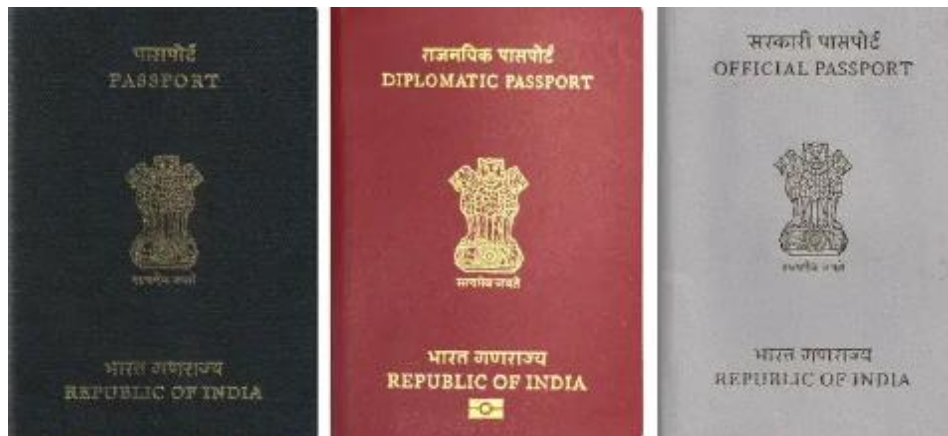 पासपोर्ट
PASSPORT
भारत गणराज्य
REPUBLIC OF INDIA
राजनयिक पासपोर्ट
DIPLOMATIC PASSPORT
सत्यमेव जयते
भारत गणराज्य
REPUBLIC OF INDIA
सरकारी पासपोर्ट
OFFICIAL PASSPORT
भारत गणराज्य
REPUBLIC OF INDIA